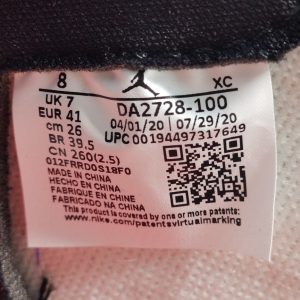 8 XC
UK 7 DA2728-100
EUR 41 04/01/20 07/29/20
cm 26 UPC 00194497317649
BR 39.5
CN 260(2.5)
012FRRD0S18F0
MADE IN CHINA
HECHO EN CHINA
FABRIQUE EN CHINE
FABRICADO NA CHINA
This product is covered by one or more patents:
www.nike.com/patentsvirtualmarking